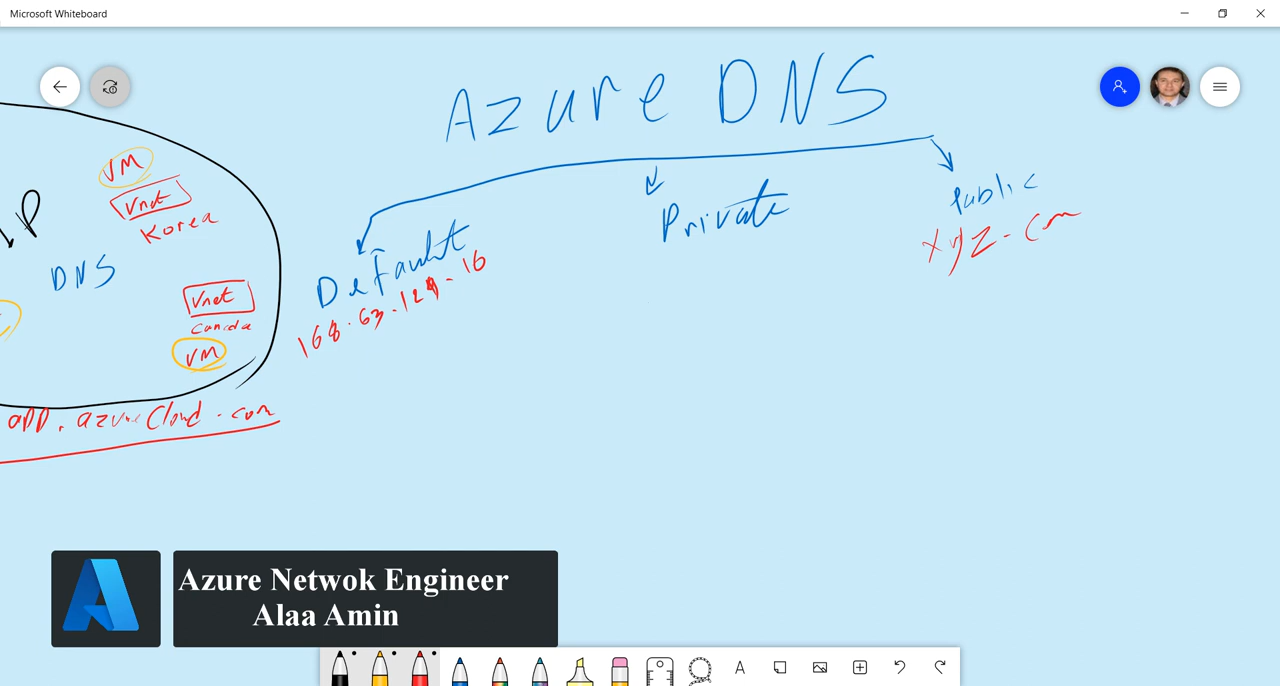 Microsoft Whiteboard
Azure DNS
VM
Vnet
Korea
DNS
Vnet
Canada
VM
app.azureCloud.com
Default
168.63.129.16
Private
Public
xyz.com
Azure Netwok Engineer
Alaa Amin
A